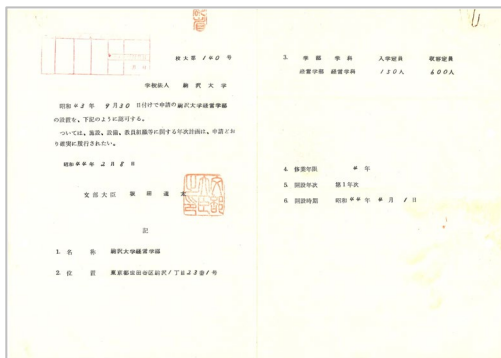 校大第140号
学校法人 駒沢大学
昭和43年9月30日付けで申請の駒沢大学経営学部
の設置を、下記のように認可する。
ついては、施設、設備、教員組織等に関する年次計画は、申請どお
り確実に履行されたい。
昭和44年2月8日
文部大臣 坂田道太
記
1. 名称 駒沢大学経営学部
2. 位置 東京都世田谷区駒沢1丁目23番1号
3. 学部 学科 入学定員 収容定員
経営学部 経営学科 150人 600人
4. 修業年限 4年
5. 開設年次 第1年次
6. 開設時期 昭和44年4月1日